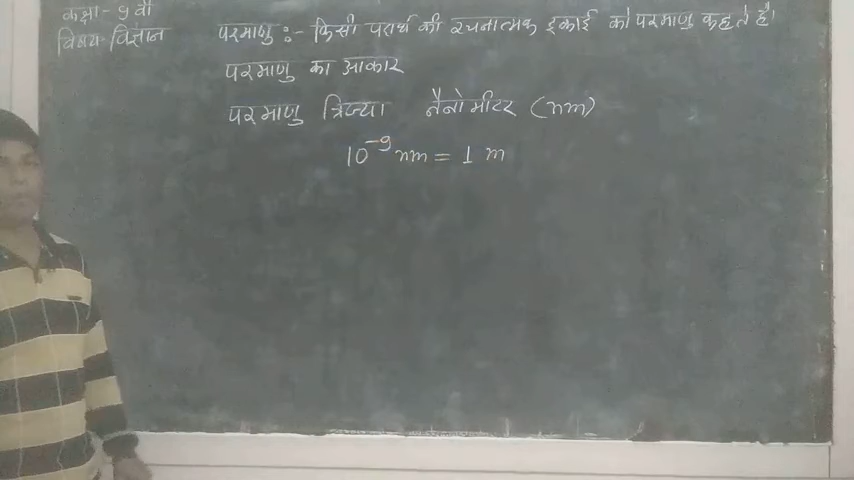 कक्षा - 9 वी
विषय- विज्ञान
परमाणु :- किसी पदार्थ की रचनात्मक इकाई को परमाणु कहते है।
परमाणु का आकार
परमाणु त्रिज्या नैनोमीटर (nm)
10⁻⁹ nm = 1 m